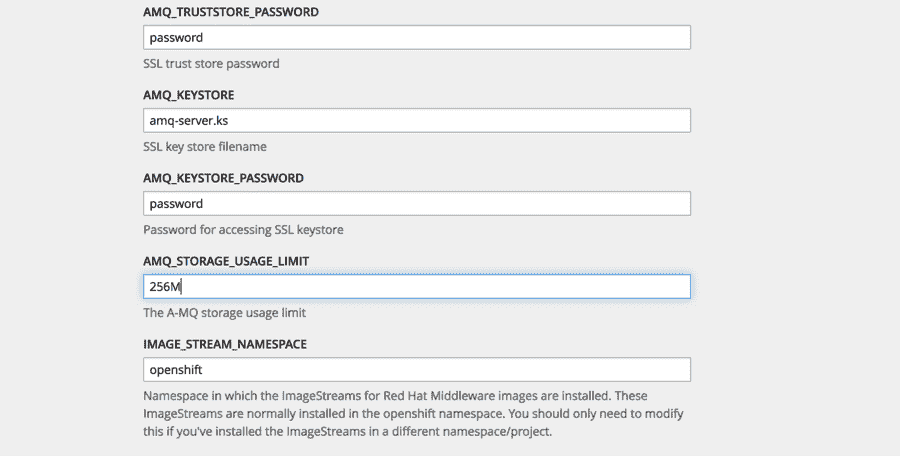 AMQ_TRUSTSTORE_PASSWORD
password
SSL trust store password
AMQ_KEYSTORE
amq-server.ks
SSL key store filename
AMQ_KEYSTORE_PASSWORD
password
Password for accessing SSL keystore
AMQ_STORAGE_USAGE_LIMIT
256M
The A-MQ storage usage limit
IMAGE_STREAM_NAMESPACE
openshift
Namespace in which the ImageStreams for Red Hat Middleware images are installed. These
ImageStreams are normally installed in the openshift namespace. You should only need to modify
this if you've installed the ImageStreams in a different namespace/project.